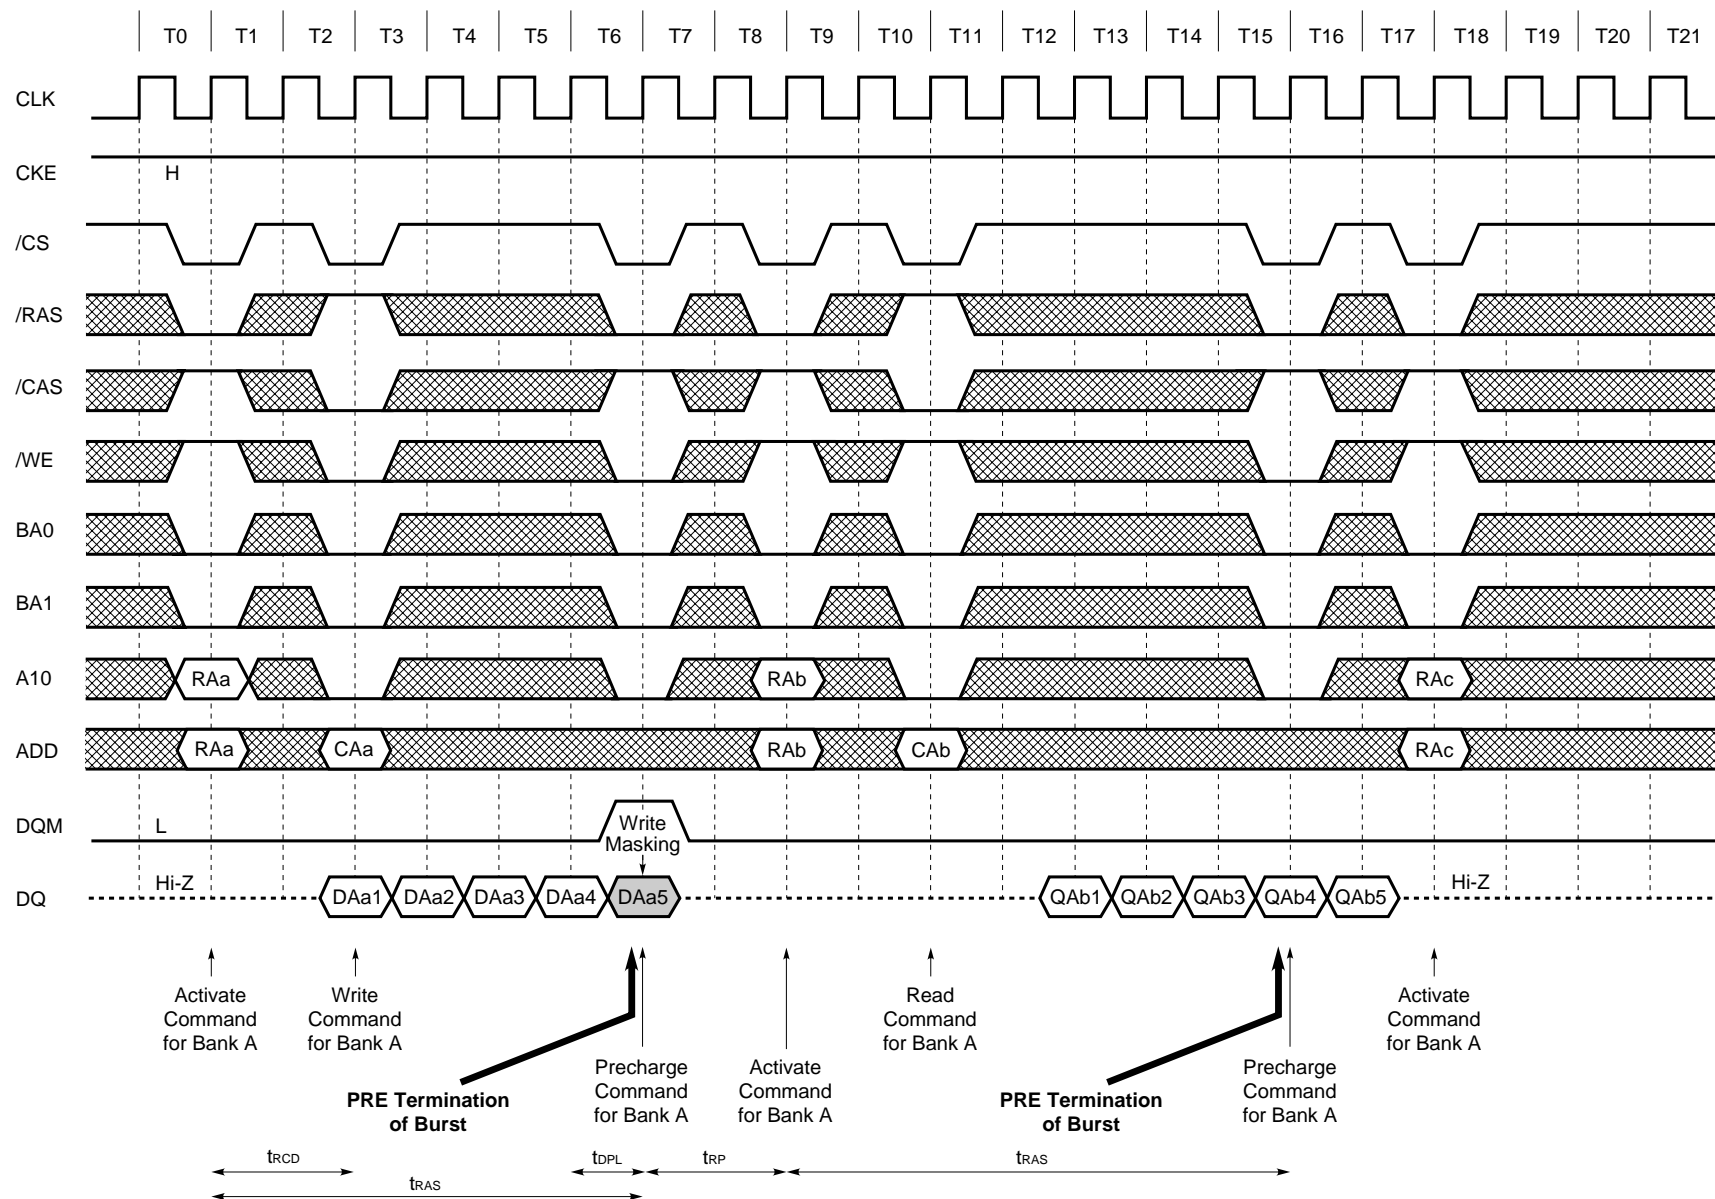 T0 T1 T2 T3 T4 T5 T6 T7 T8 T9 T10 T11 T12 T13 T14 T15 T16 T17 T18 T19 T20 T21
CLK
CKE H
/CS
/RAS
/CAS
/WE
BA0
BA1
A10 RAa RAb RAc
ADD RAa CAa RAb CAb RAc
DQM L Write
Masking
DQ Hi-Z DAa1 DAa2 DAa3 DAa4 DAa5 QAb1 QAb2 QAb3 QAb4 QAb5 Hi-Z
Activate
Command
for Bank A
Write
Command
for Bank A
PRE Termination
of Burst
Precharge
Command
for Bank A
Activate
Command
for Bank A
Read
Command
for Bank A
PRE Termination
of Burst
Precharge
Command
for Bank A
Activate
Command
for Bank A
tRCD tDPL tRP tRAS
tRAS